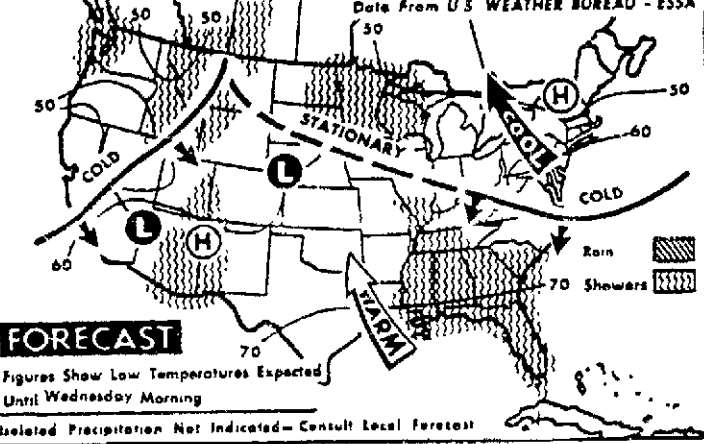 Data From U.S. WEATHER BUREAU - ESSA
50
50
50
50
H
50
COOL
60
STATIONARY
COLD
L
COLD
L
H
60
Rain
70 Showers
WARM
FORECAST
70
Figures Show Low Temperatures Expected
Until Wednesday Morning
Isolated Precipitation Not Indicated - Consult Local Forecast